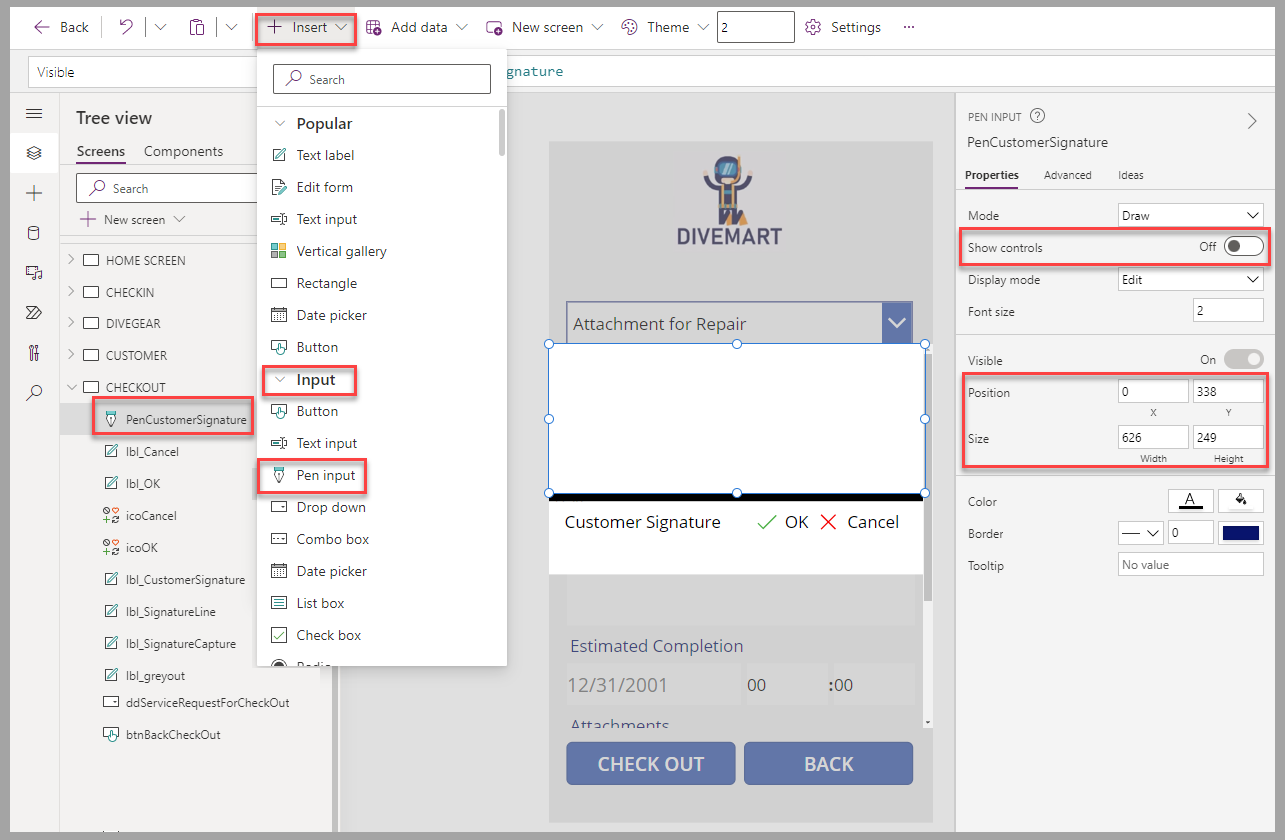 Back
Insert
Add data
New screen
Theme
2
Settings
Visible
gnature
Tree view
Screens
Components
Search
New screen
HOME SCREEN
CHECKIN
DIVEGEAR
CUSTOMER
CHECKOUT
PenCustomerSignature
lbl_Cancel
lbl_OK
icoCancel
icoOK
lbl_CustomerSignature
lbl_SignatureLine
lbl_SignatureCapture
lbl_greyout
ddServiceRequestForCheckOut
btnBackCheckOut
Search
Popular
Text label
Edit form
Text input
Vertical gallery
Rectangle
Date picker
Button
Input
Button
Text input
Pen input
Drop down
Combo box
Date picker
List box
Check box
Radio
DIVEMART
Attachment for Repair
Customer Signature
OK
Cancel
Estimated Completion
12/31/2001
00
:00
Attachments
CHECK OUT
BACK
PEN INPUT
PenCustomerSignature
Properties
Advanced
Ideas
Mode
Draw
Show controls
Off
Display mode
Edit
Font size
2
Visible
On
Position
0
338
X
Y
Size
626
249
Width
Height
Color
A
Border
0
Tooltip
No value